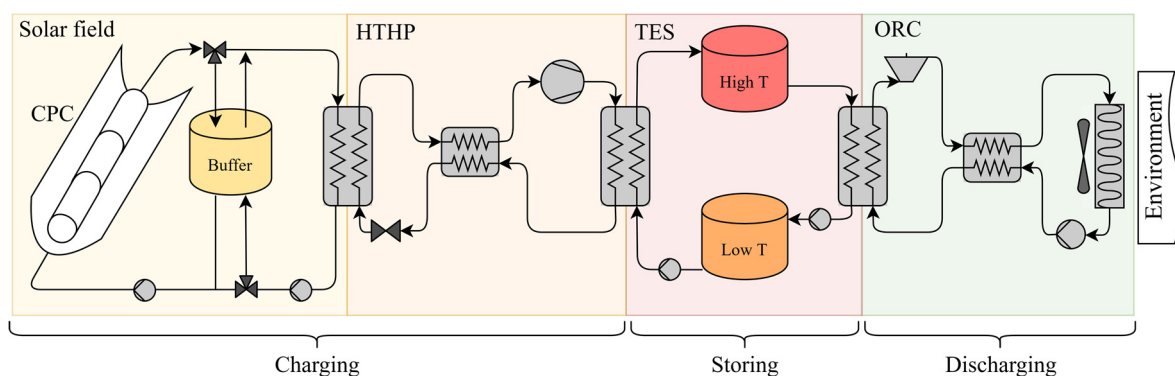 Solar field
HTHP
TES
ORC
CPC
Buffer
High T
Low T
Environment
Charging
Storing
Discharging